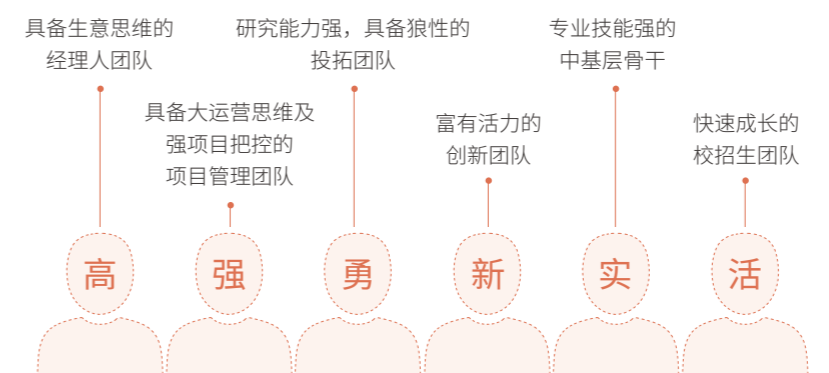 具备生意思维的
经理人团队
具备大运营思维及
强项目把控的
项目管理团队
研究能力强，具备狼性的
投拓团队
富有活力的
创新团队
专业技能强的
中基层骨干
快速成长的
校招生团队
高
强
勇
新
实
活